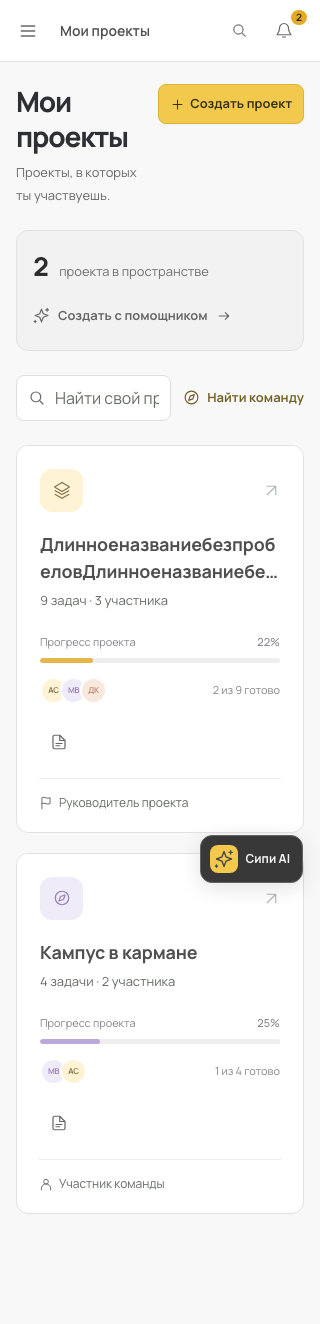 Мои проекты
2
Мои
проекты
Создать проект
Проекты, в которых
ты участвуешь.
2 проекта в пространстве
Создать с помощником
Найти свой пр
Найти команду
Длинноеназваниебезпроб
еловДлинноеназваниебе...
9 задач · 3 участника
Прогресс проекта 22%
АС МВ ДК 2 из 9 готово
Руководитель проекта
Сипи AI
Кампус в кармане
4 задачи · 2 участника
Прогресс проекта 25%
МВ АС 1 из 4 готово
Участник команды